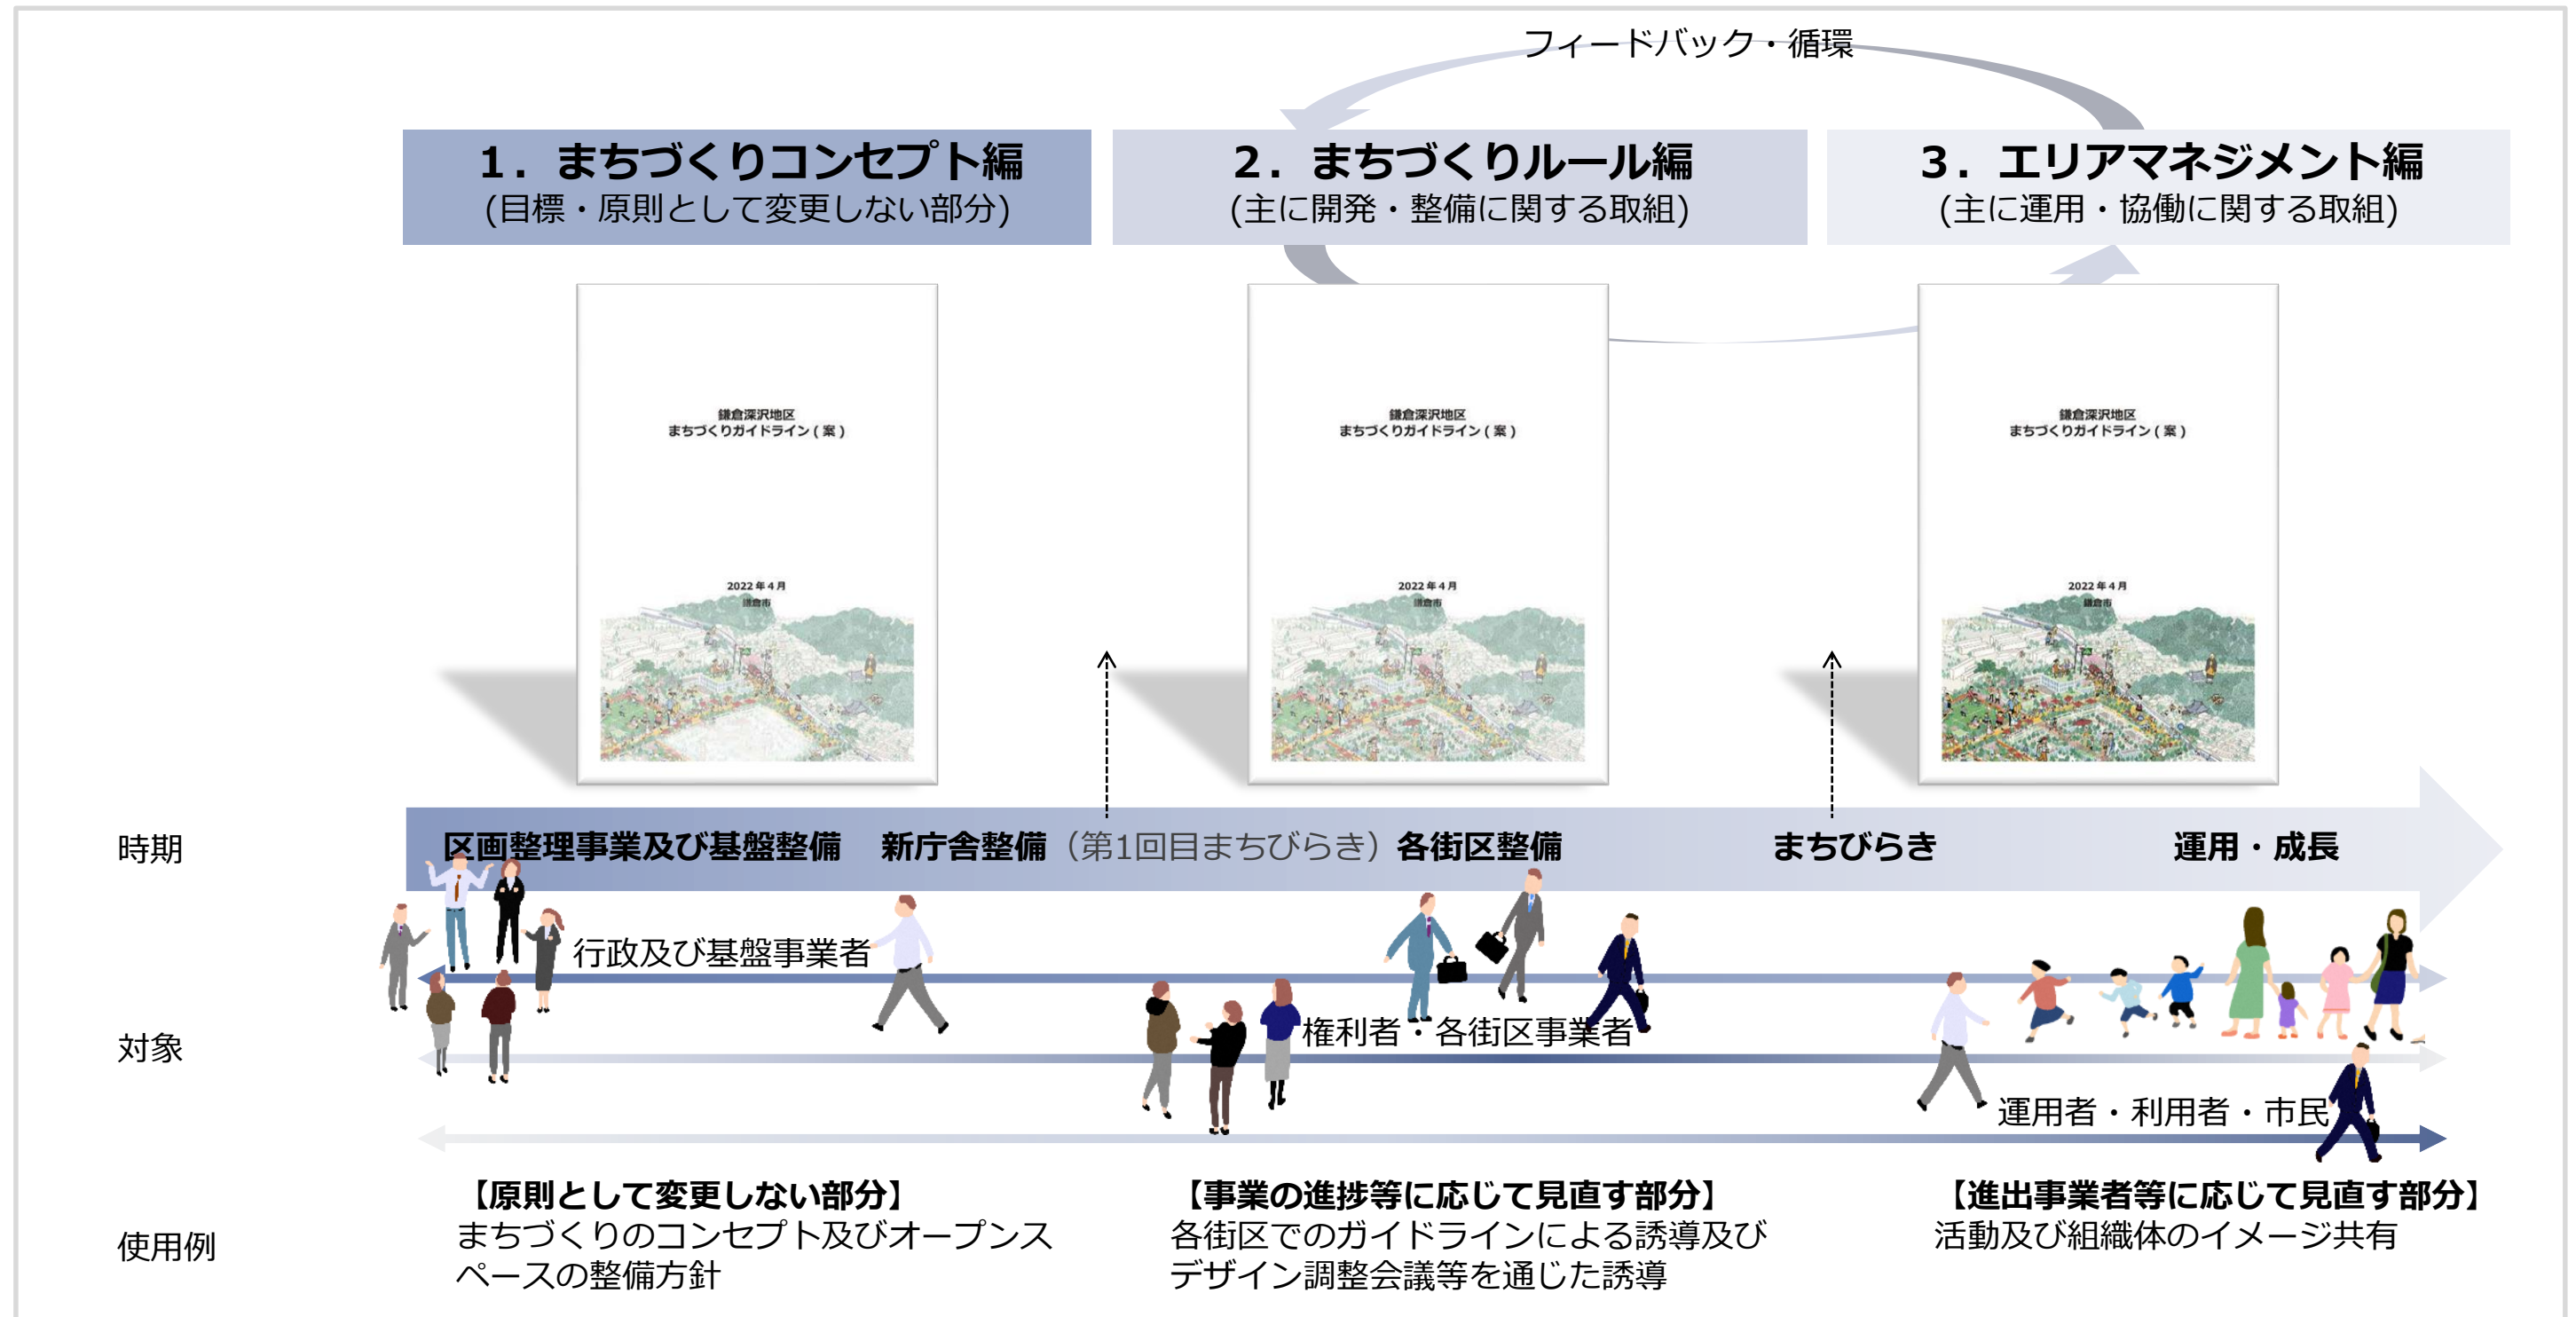 フィードバック・循環
1. まちづくりコンセプト編
(目標・原則として変更しない部分)
2. まちづくりルール編
(主に開発・整備に関する取組)
3. エリアマネジメント編
(主に運用・協働に関する取組)
鎌倉深沢地区
まちづくりガイドライン(案)
2022年4月
鎌倉市
鎌倉深沢地区
まちづくりガイドライン(案)
2022年4月
鎌倉市
鎌倉深沢地区
まちづくりガイドライン(案)
2022年4月
鎌倉市
時期
区画整理事業及び基盤整備 新庁舎整備(第1回目まちびらき)各街区整備 まちびらき 運用・成長
対象
行政及び基盤事業者
権利者・各街区事業者
運用者・利用者・市民
使用例
【原則として変更しない部分】
まちづくりのコンセプト及びオープンス
ペースの整備方針
【事業の進捗等に応じて見直す部分】
各街区でのガイドラインによる誘導及び
デザイン調整会議等を通じた誘導
【進出事業者等に応じて見直す部分】
活動及び組織体のイメージ共有